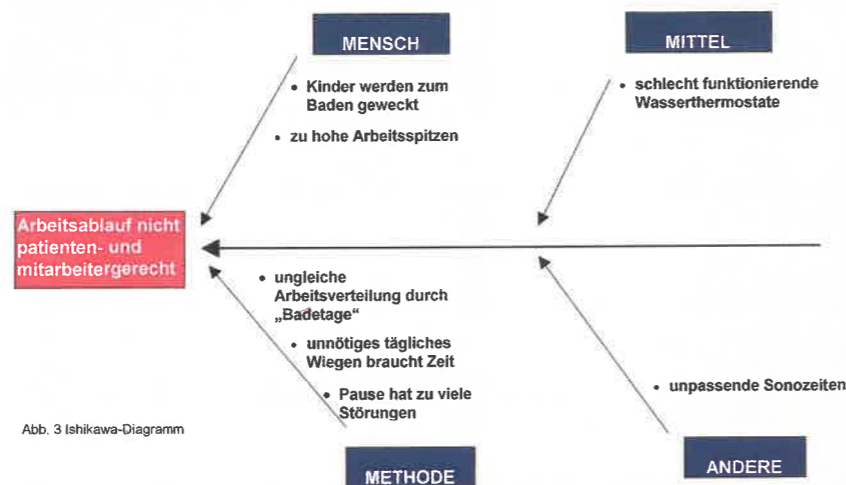 MENSCH
MITTEL
• Kinder werden zum
Baden geweckt
• zu hohe Arbeitsspitzen
• schlecht funktionierende
Wasserthermostate
Arbeitsablauf nicht
patienten- und
mitarbeitergerecht
• ungleiche
Arbeitsverteilung durch
„Badetage“
• unnötiges tägliches
Wiegen braucht Zeit
• Pause hat zu viele
Störungen
• unpassende Sonozeiten
Abb. 3 Ishikawa-Diagramm
METHODE
ANDERE